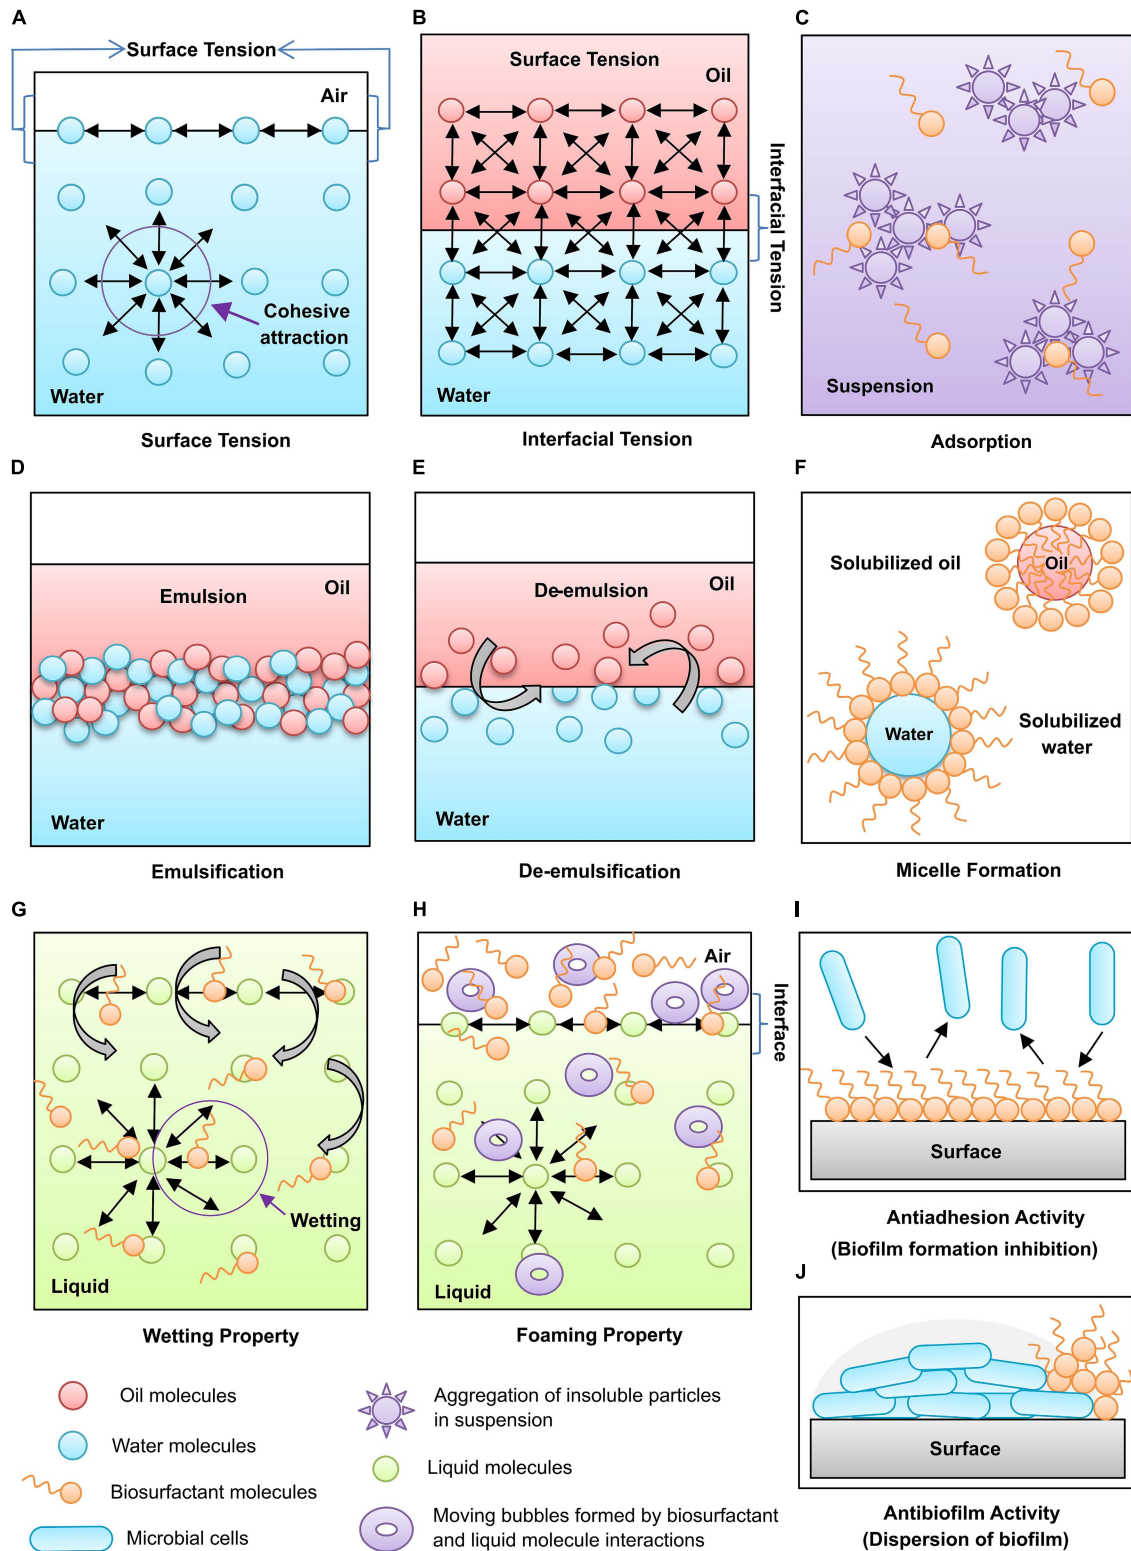 A
Surface Tension
Air
Cohesive
attraction
Water
Surface Tension
B
Surface Tension
Oil
Interfacial Tension
Water
Interfacial Tension
C
Suspension
Adsorption
D
Emulsion
Oil
Water
Emulsification
E
De-emulsion
Oil
Water
De-emulsification
F
Solubilized oil
Oil
Water
Solubilized
water
Micelle Formation
G
Wetting
Liquid
Wetting Property
H
Air
Interface
Liquid
Foaming Property
I
Surface
Antiadhesion Activity
(Biofilm formation inhibition)
J
Surface
Antibiofilm Activity
(Dispersion of biofilm)
Oil molecules
Water molecules
Biosurfactant molecules
Microbial cells
Aggregation of insoluble particles
in suspension
Liquid molecules
Moving bubbles formed by biosurfactant
and liquid molecule interactions